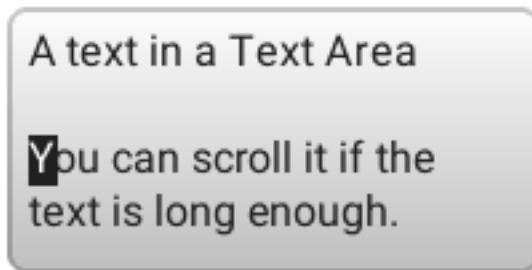 A text in a Text Area
You can scroll it if the
text is long enough.